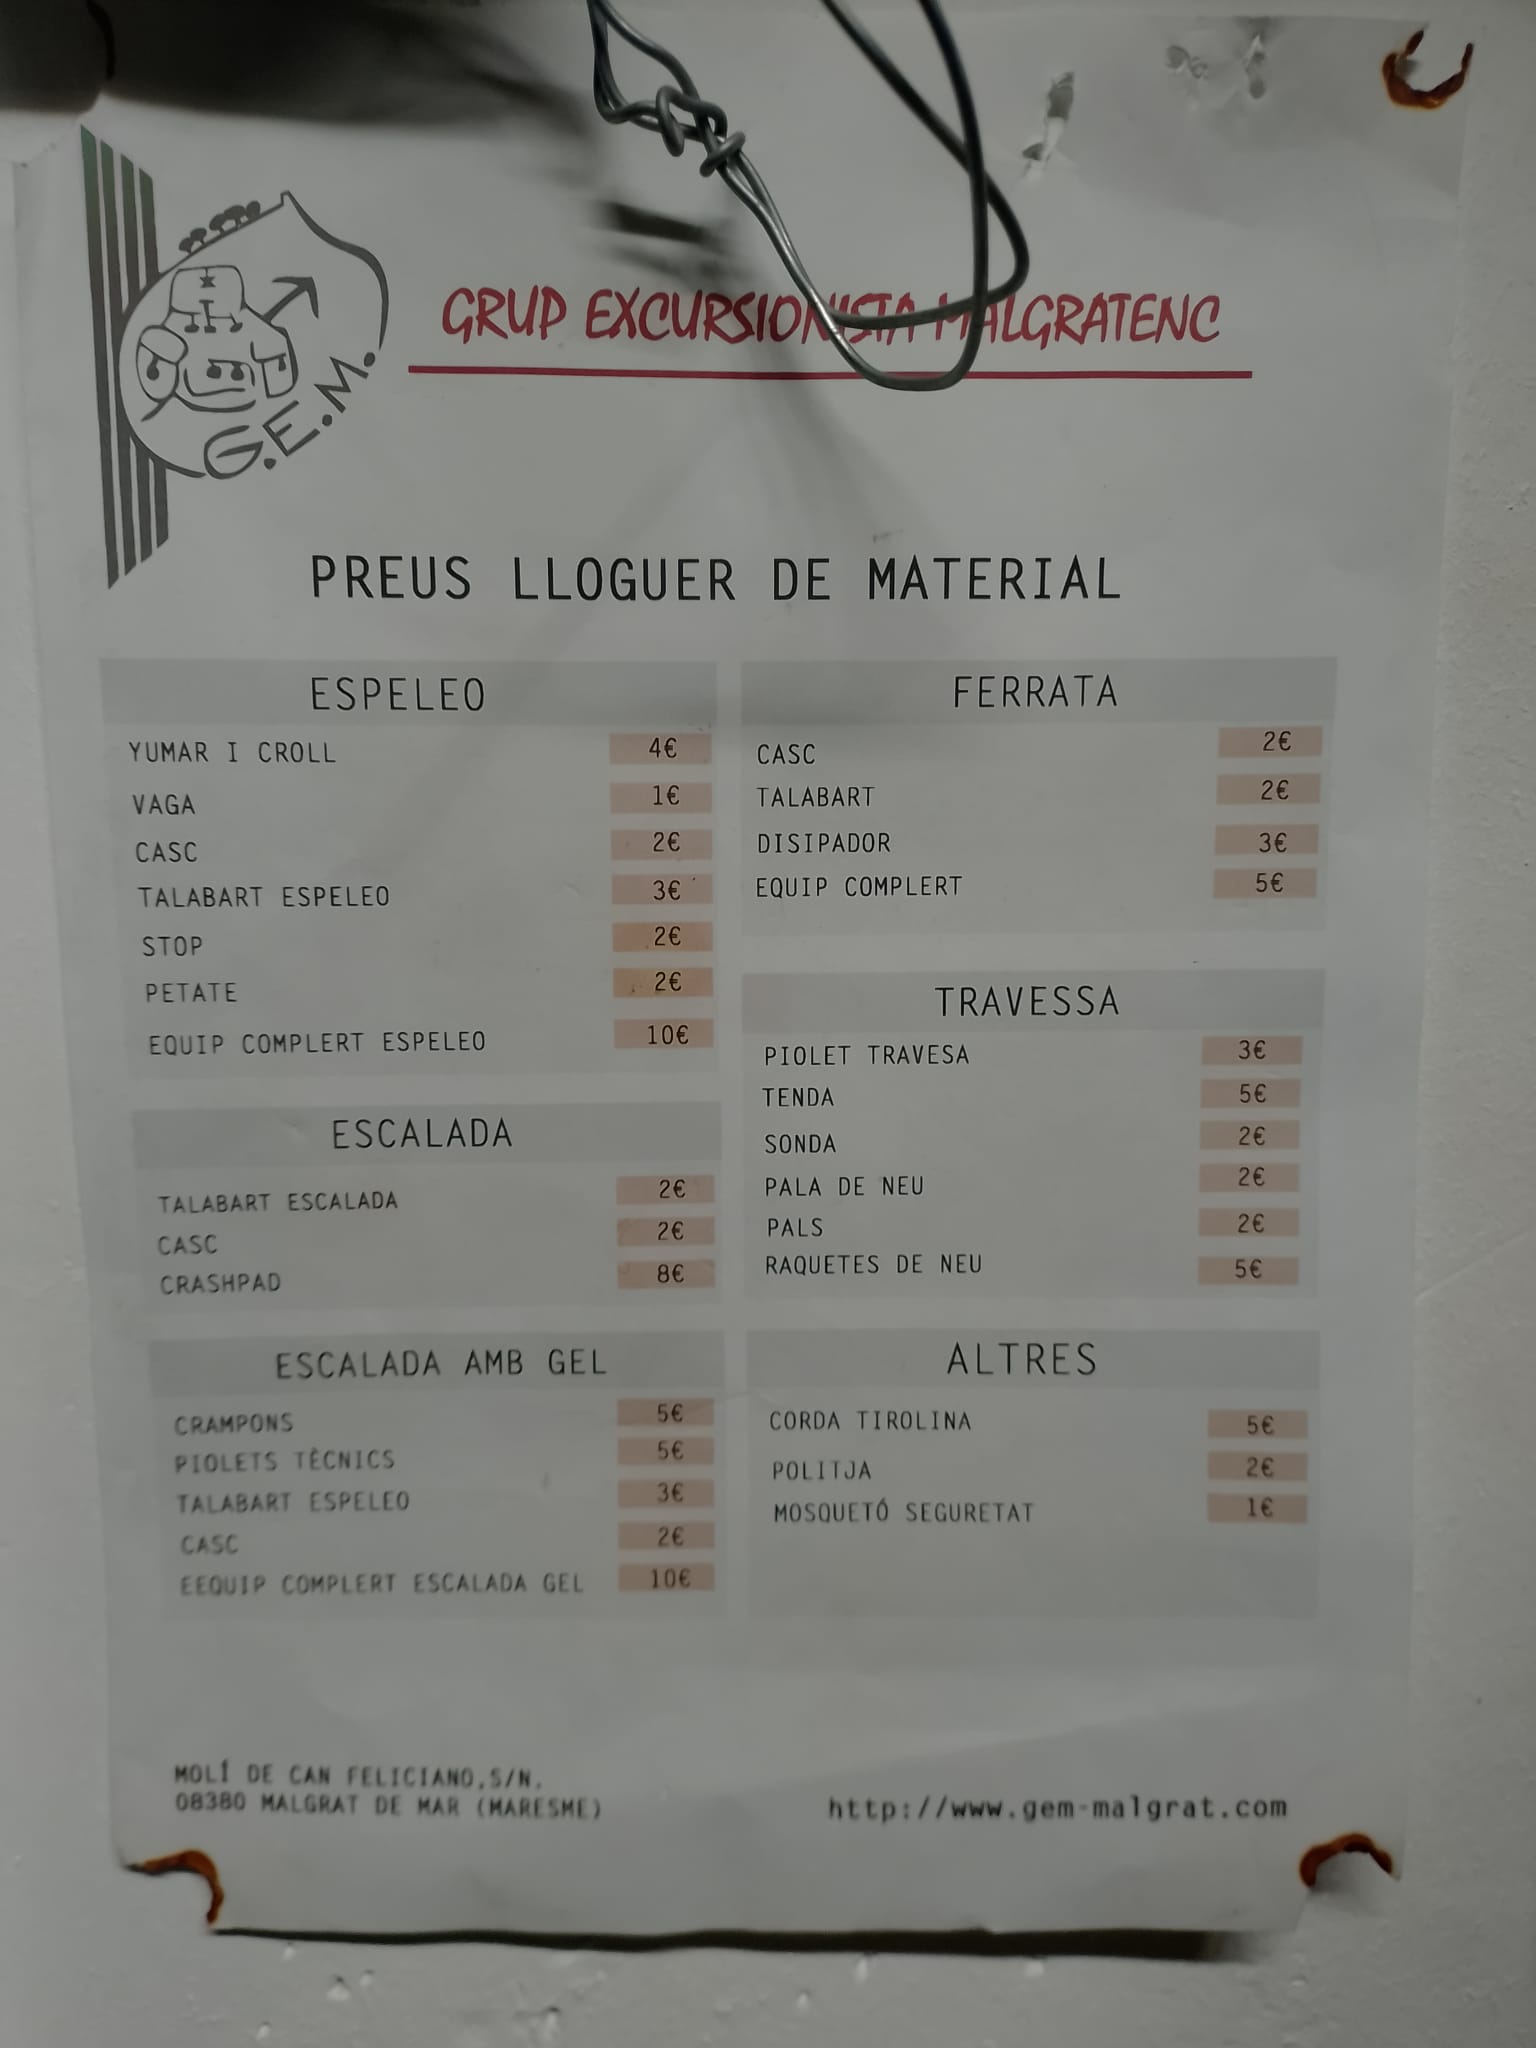 G.E.M.
GRUP EXCURSIONISTA MALGRATENC
PREUS LLOGUER DE MATERIAL
ESPELEO
YUMAR I CROLL 4€
VAGA 1€
CASC 2€
TALABART ESPELEO 3€
STOP 2€
PETATE 2€
EQUIP COMPLERT ESPELEO 10€
ESCALADA
TALABART ESCALADA 2€
CASC 2€
CRASHPAD 8€
ESCALADA AMB GEL
CRAMPONS 5€
PIOLETS TÈCNICS 5€
TALABART ESPELEO 3€
CASC 2€
EEQUIP COMPLERT ESCALADA GEL 10€
FERRATA
CASC 2€
TALABART 2€
DISIPADOR 3€
EQUIP COMPLERT 5€
TRAVESSA
PIOLET TRAVESA 3€
TENDA 5€
SONDA 2€
PALA DE NEU 2€
PALS 2€
RAQUETES DE NEU 5€
ALTRES
CORDA TIROLINA 5€
POLITJA 2€
MOSQUETÓ SEGURETAT 1€
MOLÍ DE CAN FELICIANO,S/N.
08380 MALGRAT DE MAR (MARESME)
http://www.gem-malgrat.com